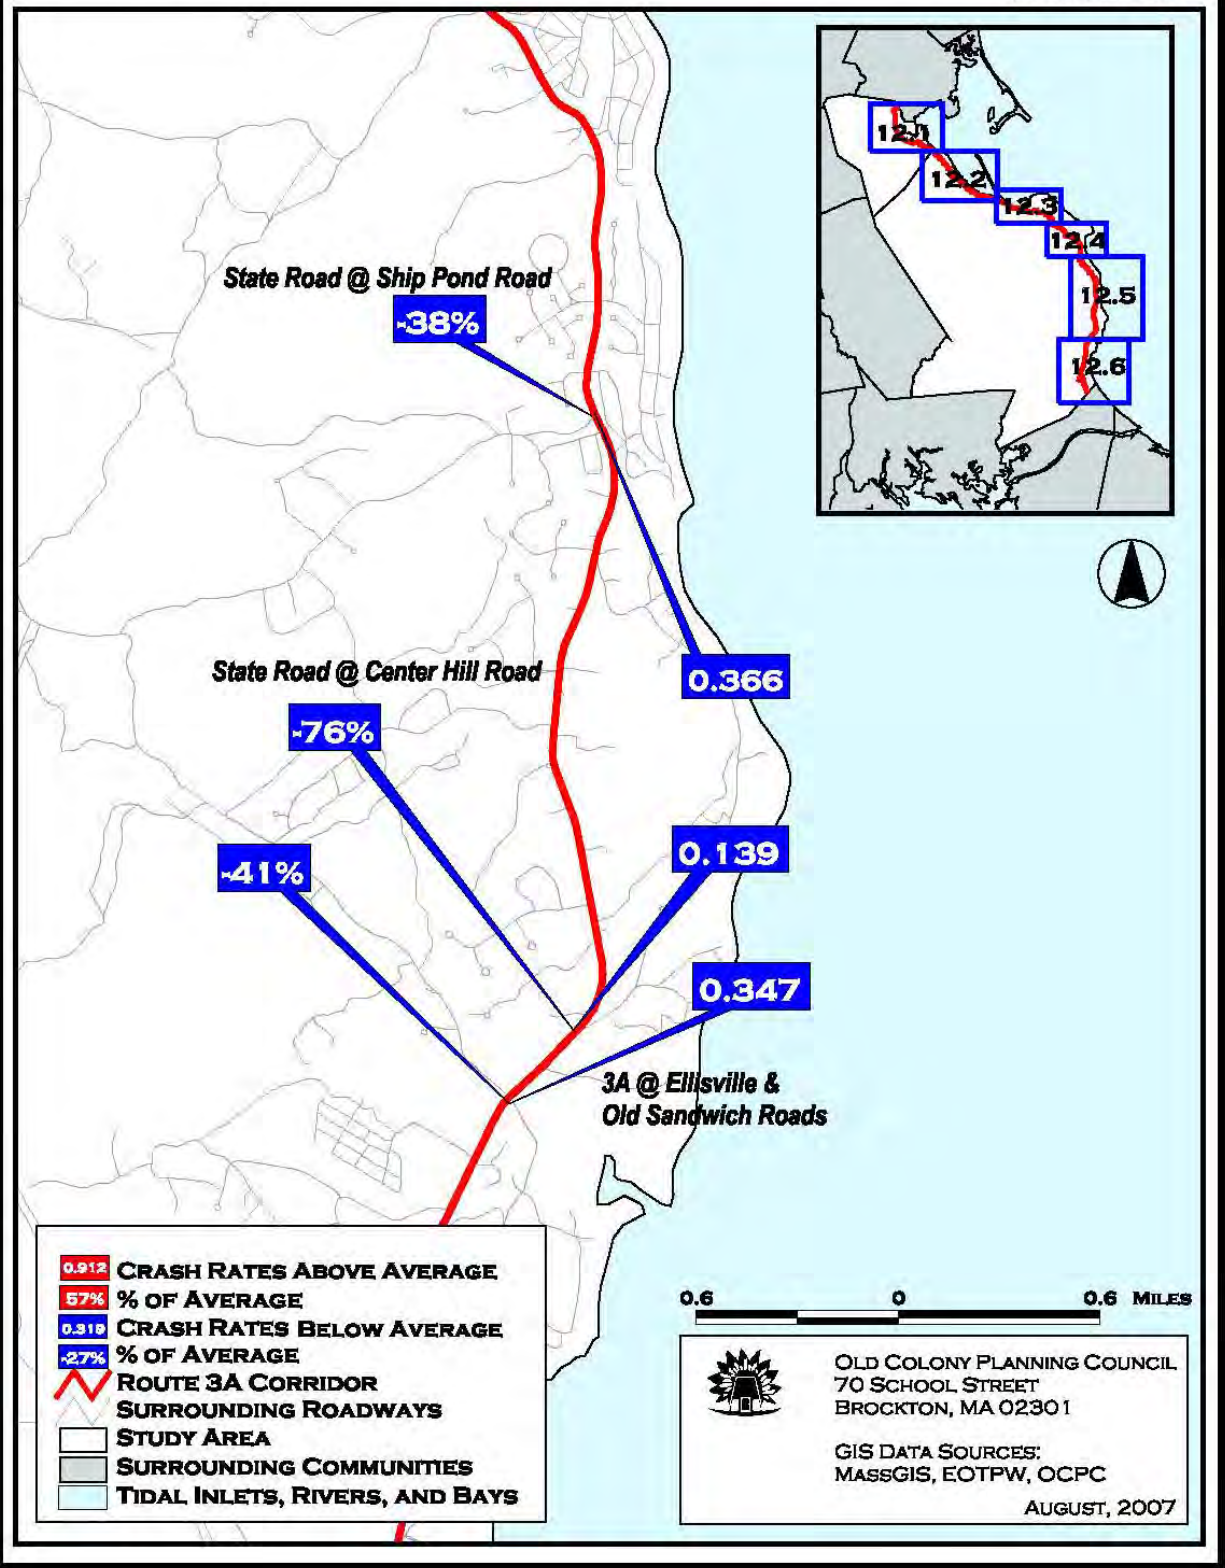 12.1
12.2
12.3
12.4
12.5
12.6
State Road @ Ship Pond Road
-38%
0.366
State Road @ Center Hill Road
-76%
0.139
-41%
0.347
3A @ Ellisville &
Old Sandwich Roads
0.912 CRASH RATES ABOVE AVERAGE
57% % OF AVERAGE
0.319 CRASH RATES BELOW AVERAGE
-27% % OF AVERAGE
ROUTE 3A CORRIDOR
SURROUNDING ROADWAYS
STUDY AREA
SURROUNDING COMMUNITIES
TIDAL INLETS, RIVERS, AND BAYS
0.6 0 0.6 MILES
OLD COLONY PLANNING COUNCIL
70 SCHOOL STREET
BROCKTON, MA 02301
GIS DATA SOURCES:
MASSGIS, EOTPW, OCPC
AUGUST, 2007